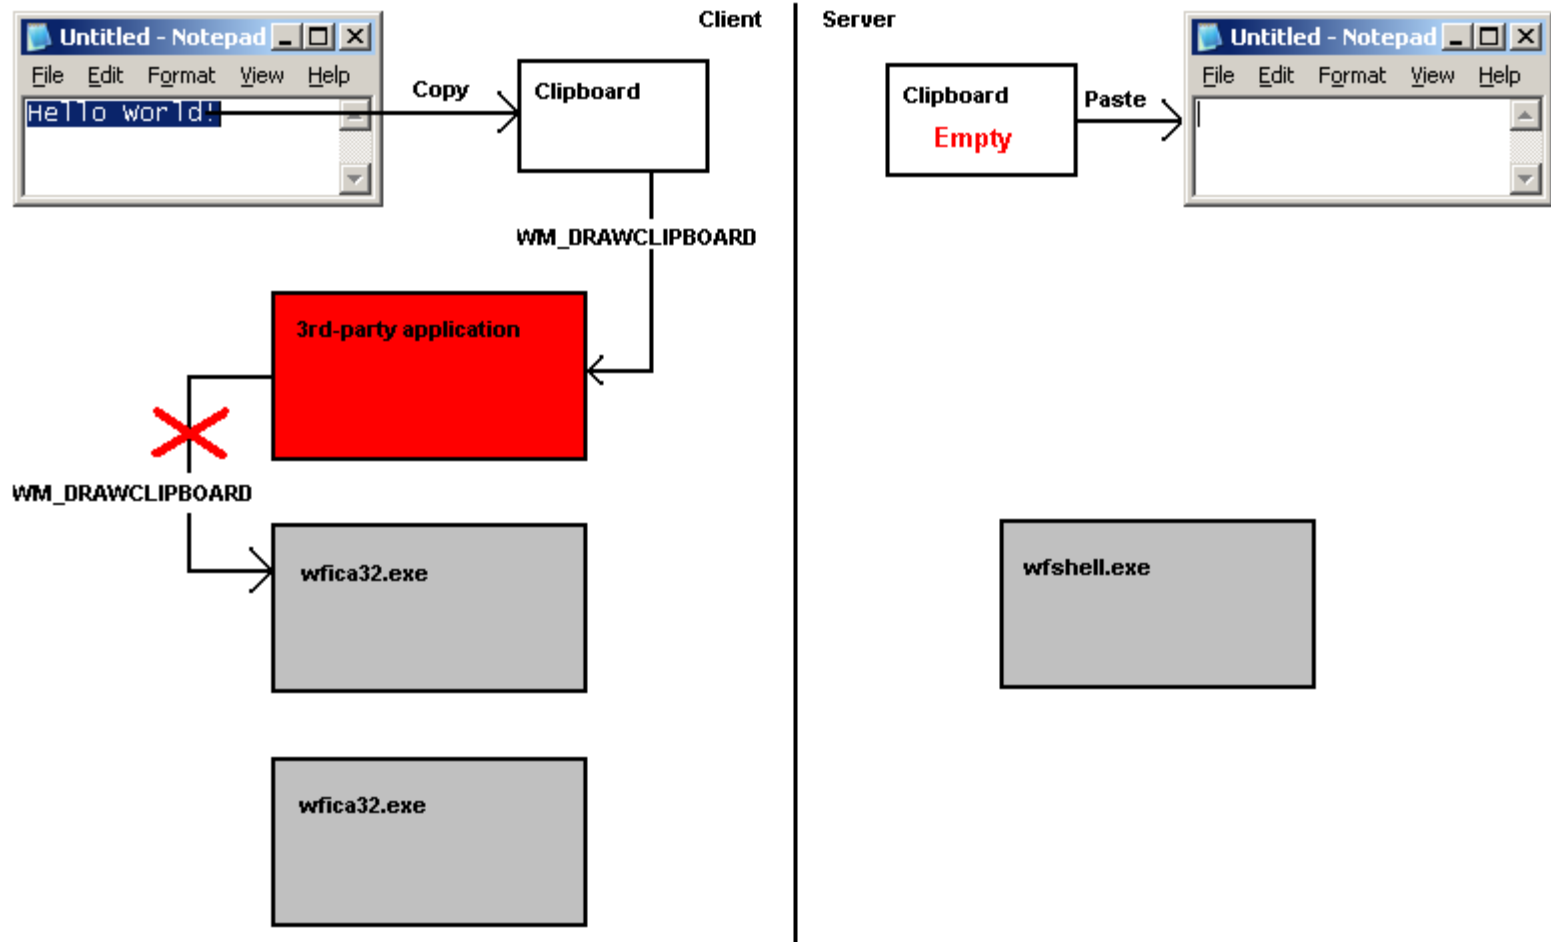 Client
Server
Untitled - Notepad
File Edit Format View Help
Hello world!
Copy
Clipboard
Clipboard
Empty
Paste
Untitled - Notepad
File Edit Format View Help
WM_DRAWCLIPBOARD
3rd-party application
WM_DRAWCLIPBOARD
wfica32.exe
wfshell.exe
wfica32.exe